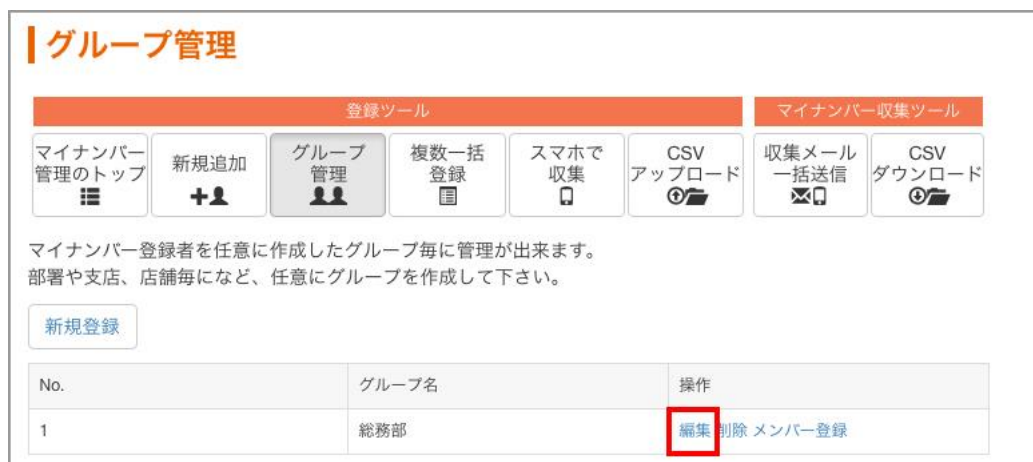 グループ管理
登録ツール
マイナンバー収集ツール
マイナンバー
管理のトップ
新規追加
グループ
管理
複数一括
登録
スマホで
収集
CSV
アップロード
収集メール
一括送信
CSV
ダウンロード
マイナンバー登録者を任意に作成したグループ毎に管理が出来ます。
部署や支店、店舗毎になど、任意にグループを作成して下さい。
新規登録
No. グループ名 操作
1 総務部 編集 削除 メンバー登録